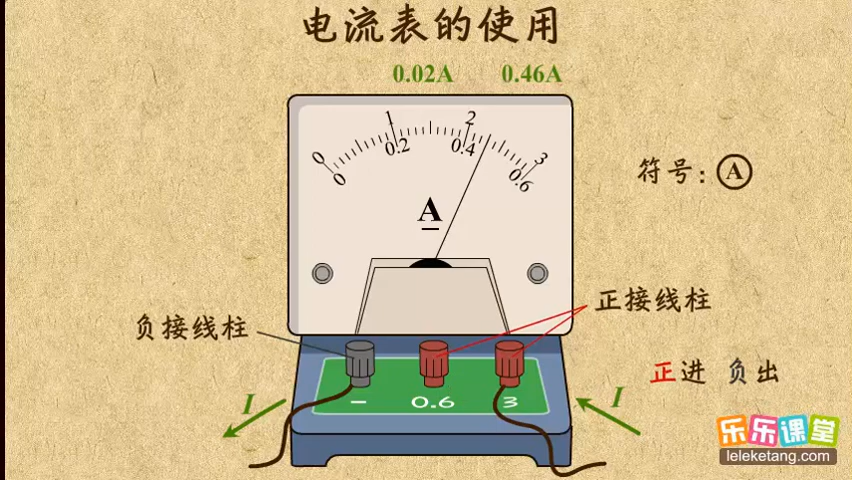 电流表的使用
0.02A 0.46A
0 1 2 3
0 0.2 0.4 0.6
A
符号: A
负接线柱
正接线柱
正进 负出
I
I
− 0.6 3
乐乐课堂
leleketang.com